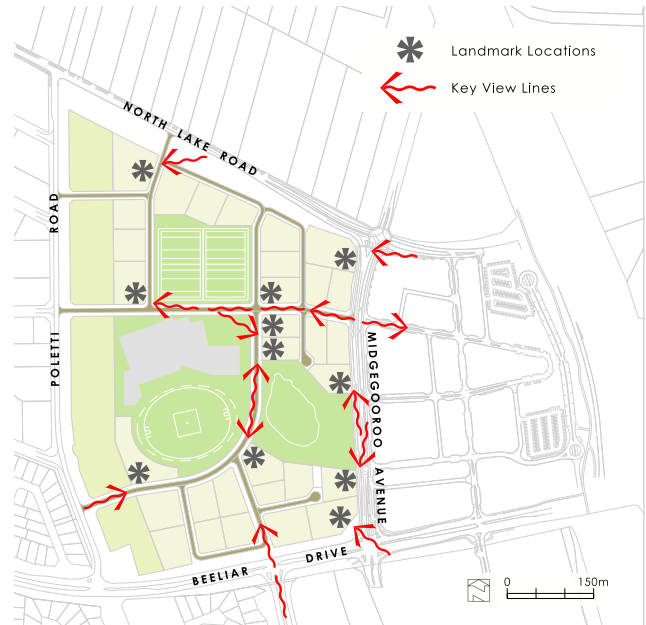 Landmark Locations
Key View Lines
NORTH LAKE ROAD
POLETTI ROAD
MIDGEGOOROO AVENUE
BEELIAR DRIVE
N
0 150m